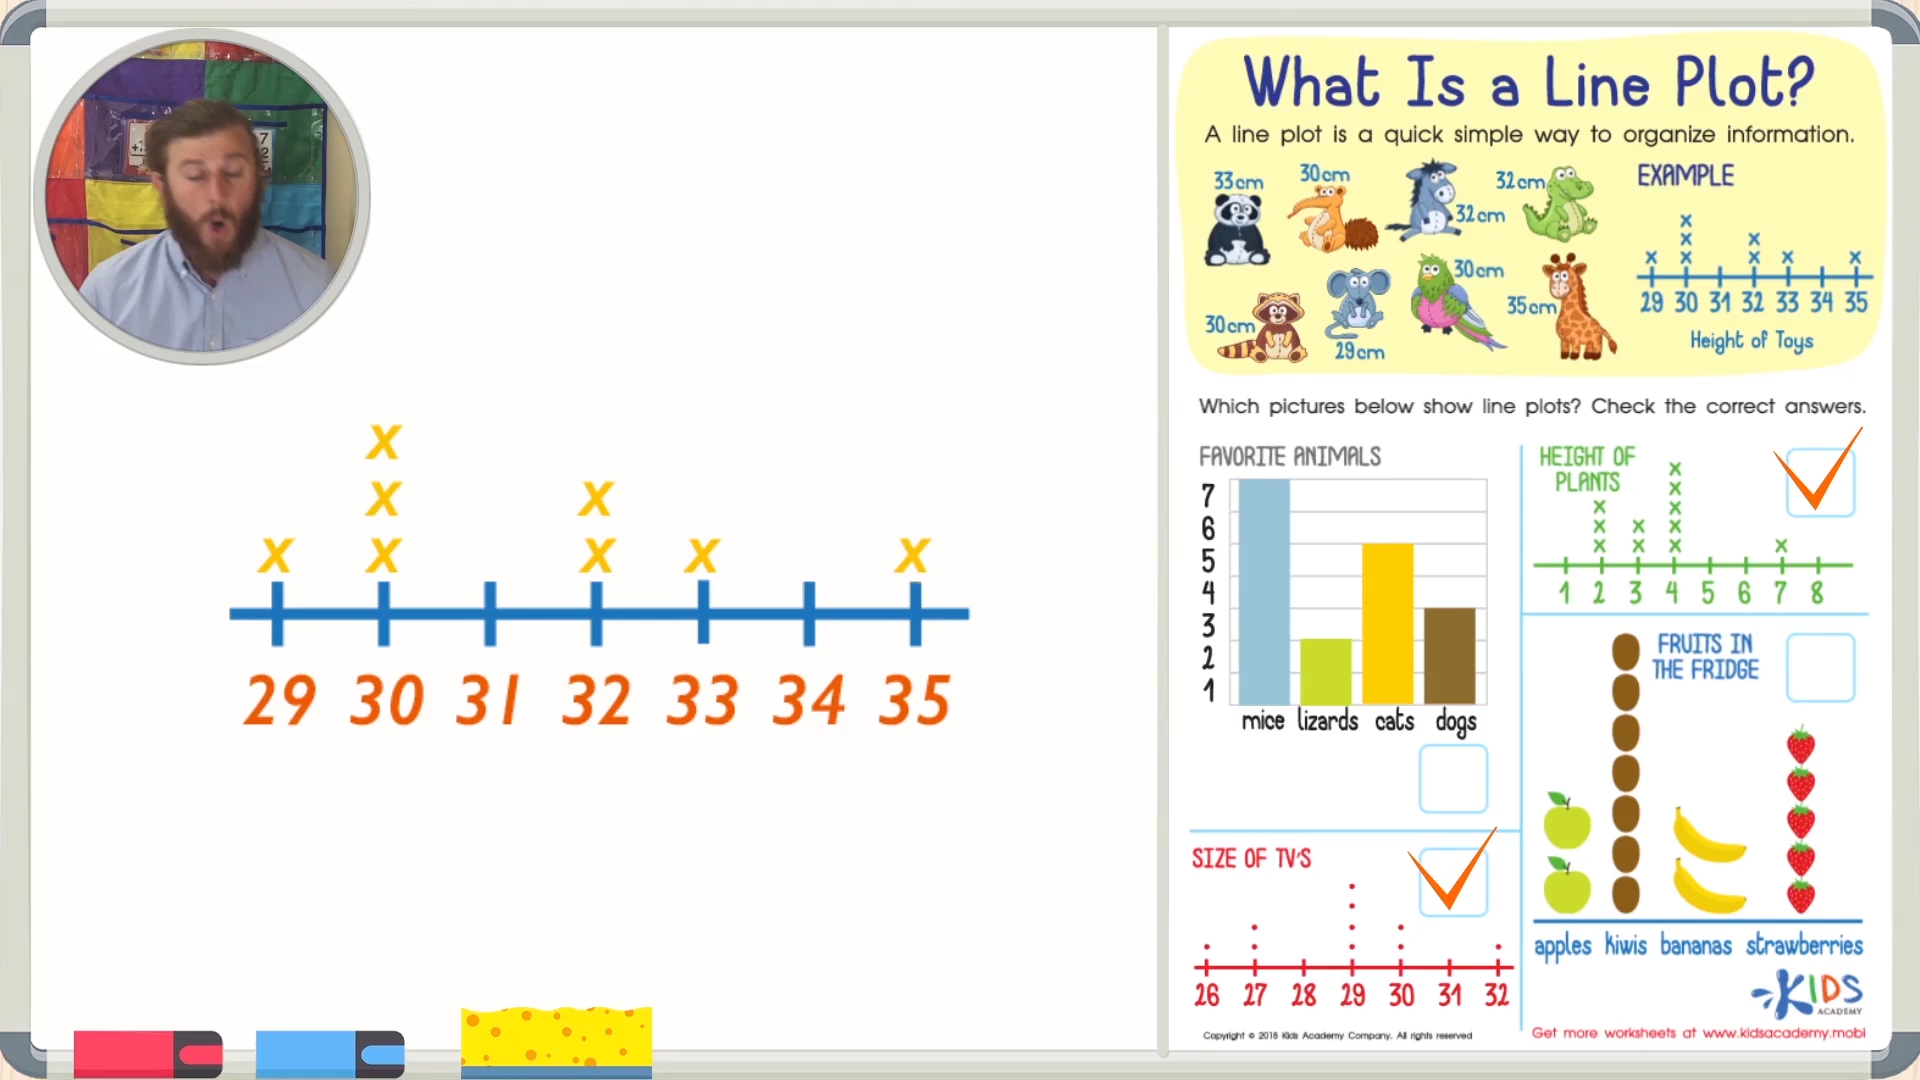 What Is a Line Plot?
A line plot is a quick simple way to organize information.
33cm
30cm
32cm
32cm
30cm
29cm
30cm
35cm
EXAMPLE
x
x x x
x x x x x
29 30 31 32 33 34 35
Height of Toys
x
x x
x x x x x
29 30 31 32 33 34 35
Which pictures below show line plots? Check the correct answers.
FAVORITE ANIMALS
7
6
5
4
3
2
1
mice lizards cats dogs
HEIGHT OF
PLANTS
x
x
x x
x x x
x x x x
1 2 3 4 5 6 7 8
SIZE OF TV'S
26 27 28 29 30 31 32
FRUITS IN
THE FRIDGE
apples kiwis bananas strawberries
KIDS
ACADEMY
Copyright © 2018 Kids Academy Company. All rights reserved
Get more worksheets at www.kidsacademy.mobi